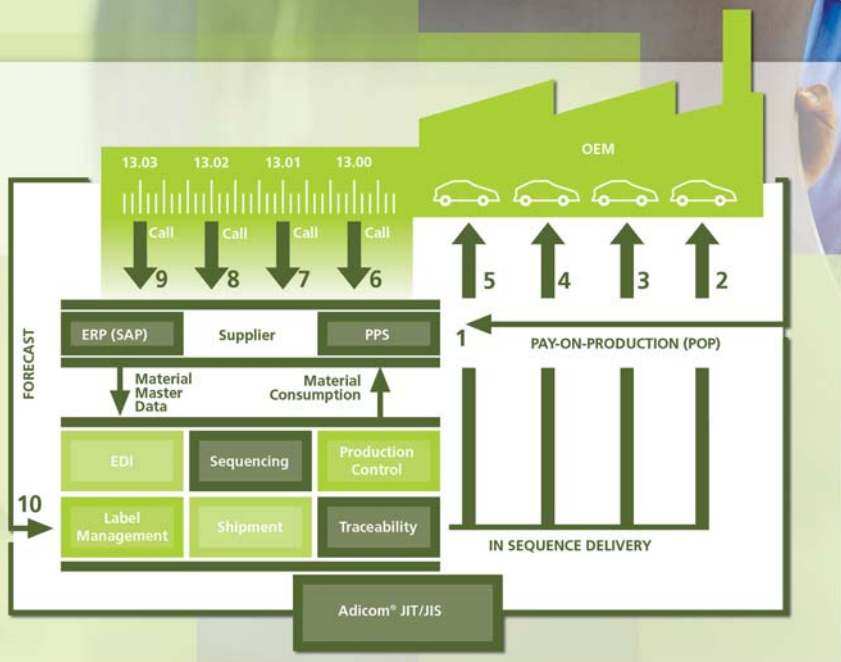 OEM
13.03 13.02 13.01 13.00
Call Call Call Call
9 8 7 6 5 4 3 2
ERP (SAP) Supplier PPS
1
PAY-ON-PRODUCTION (POP)
FORECAST
Material
Master
Data
Material
Consumption
EDI Sequencing Production
Control
10
Label
Management
Shipment Traceability
IN SEQUENCE DELIVERY
Adicom® JIT/JIS